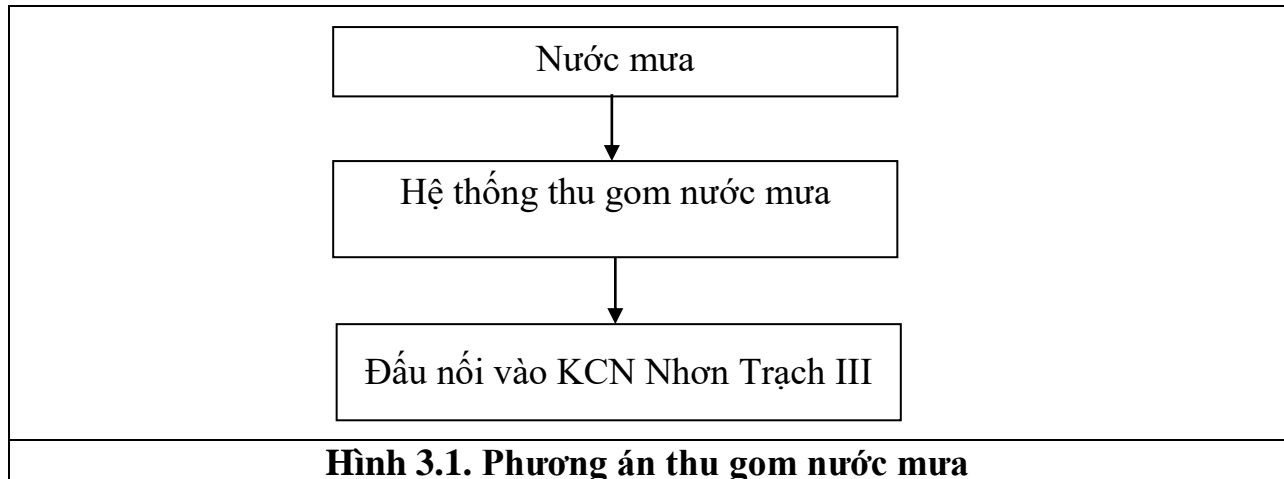 Nước mưa
Hệ thống thu gom nước mưa
Đấu nối vào KCN Nhơn Trạch III
Hình 3.1. Phương án thu gom nước mưa